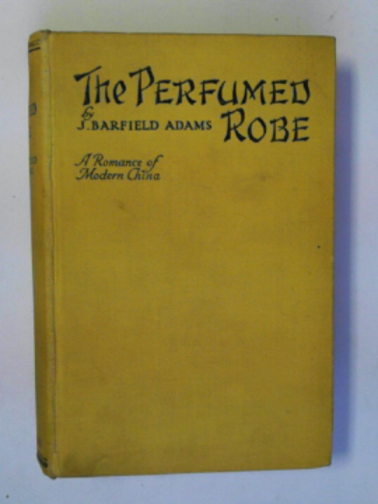 The PERFUMED
by
J. BARFIELD ADAMS
ROBE
A Romance of
Modern China